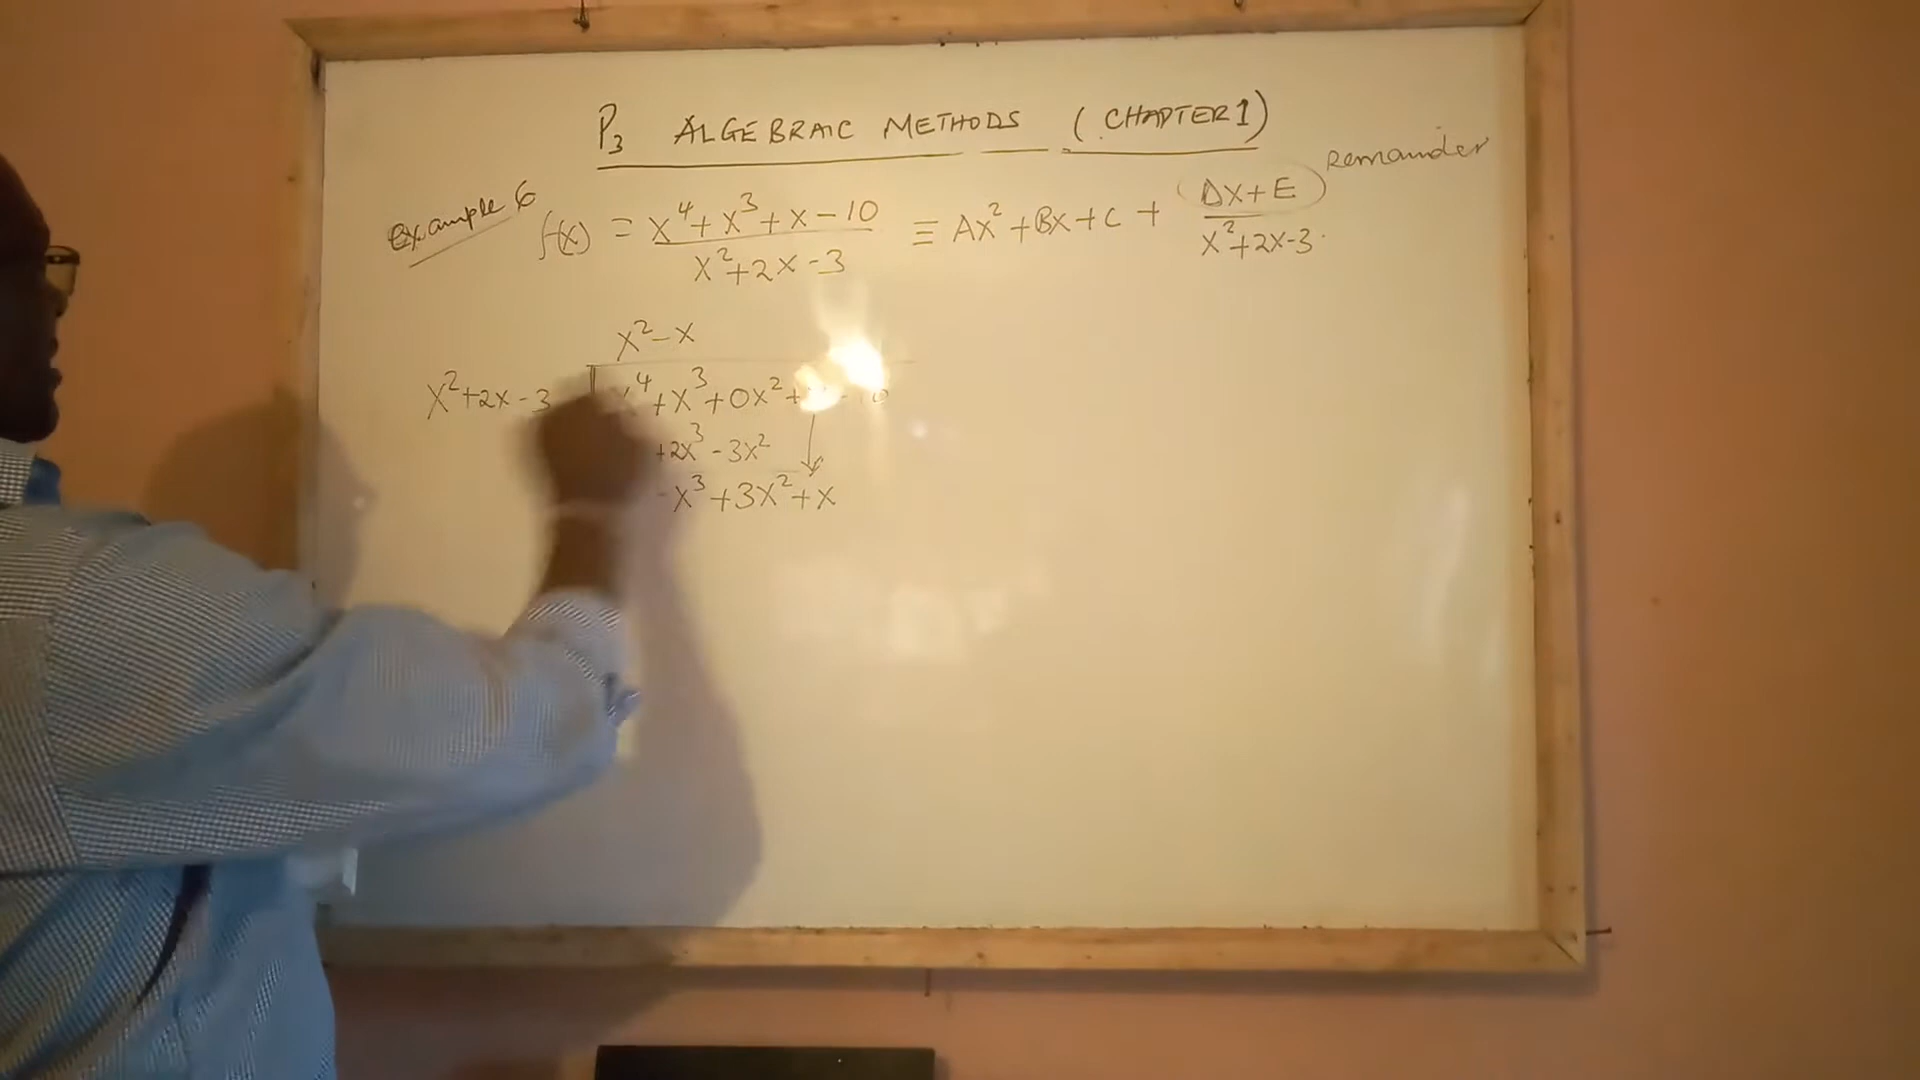 P₃ ALGEBRAIC METHODS (CHAPTER 1)
Remainder
Example 6
f(x) = (x⁴ + x³ + x - 10)/(x² + 2x - 3) ≡ Ax² + Bx + C + (Dx + E)/(x² + 2x - 3)
x² - x
x² + 2x - 3 x⁴ + x³ + 0x² +
+2x³ - 3x²
-x³ + 3x² + x